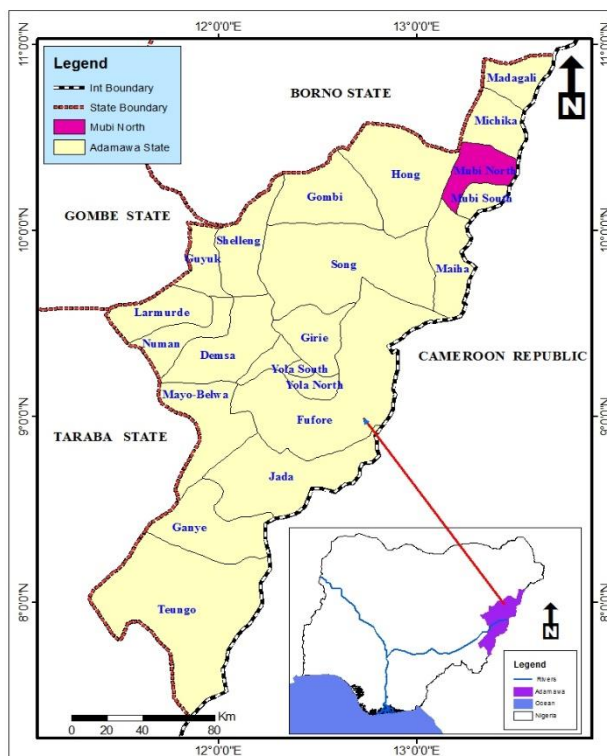 12°0'0"E
13°0'0"E
11°0'0"N
11°0'0"N
Legend
Int Boundary
State Boundary
Mubi North
Adamawa State
N
BORNO STATE
Madagali
Michika
Mubi North
Mubi South
Hong
Gombi
GOMBE STATE
10°0'0"N
10°0'0"N
Shelleng
Guyuk
Song
Maiha
Larmurde
Numan
Demsa
Girie
CAMEROON REPUBLIC
Yola South
Yola North
Mayo-Belwa
9°0'0"N
9°0'0"N
Fufore
TARABA STATE
Jada
Ganye
8°0'0"N
8°0'0"N
Teungo
N
Legend
Rivers
Adamawa
Ocean
Nigeria
Km
0
40
80
12°0'0"E
13°0'0"E